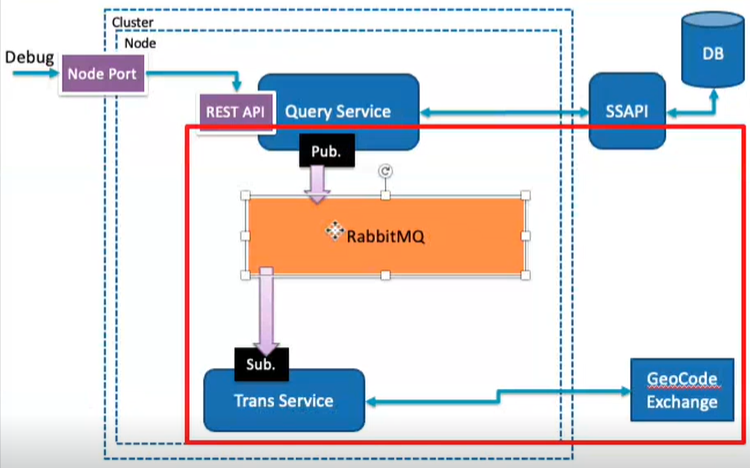 Cluster
Node
Debug
Node Port
REST API
Query Service
SSAPI
DB
Pub.
RabbitMQ
Sub.
Trans Service
GeoCode
Exchange